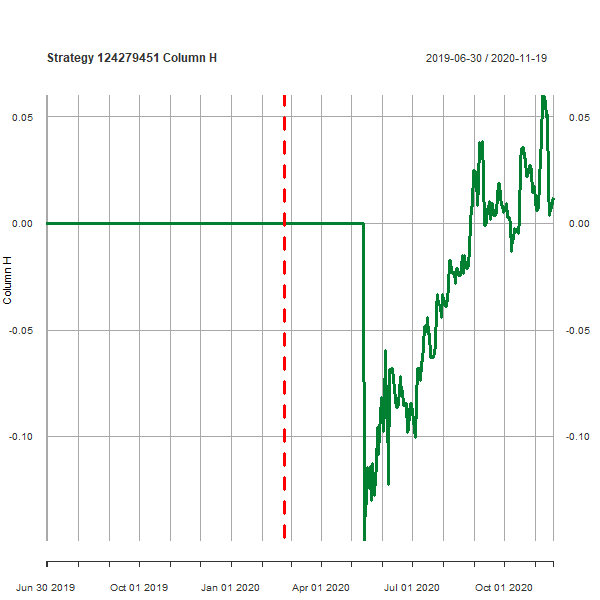 Strategy 124279451 Column H
2019-06-30 / 2020-11-19
0.05
0.05
0.00
0.00
-0.05
-0.05
-0.10
-0.10
Column H
Jun 30 2019
Oct 01 2019
Jan 01 2020
Apr 01 2020
Jul 01 2020
Oct 01 2020